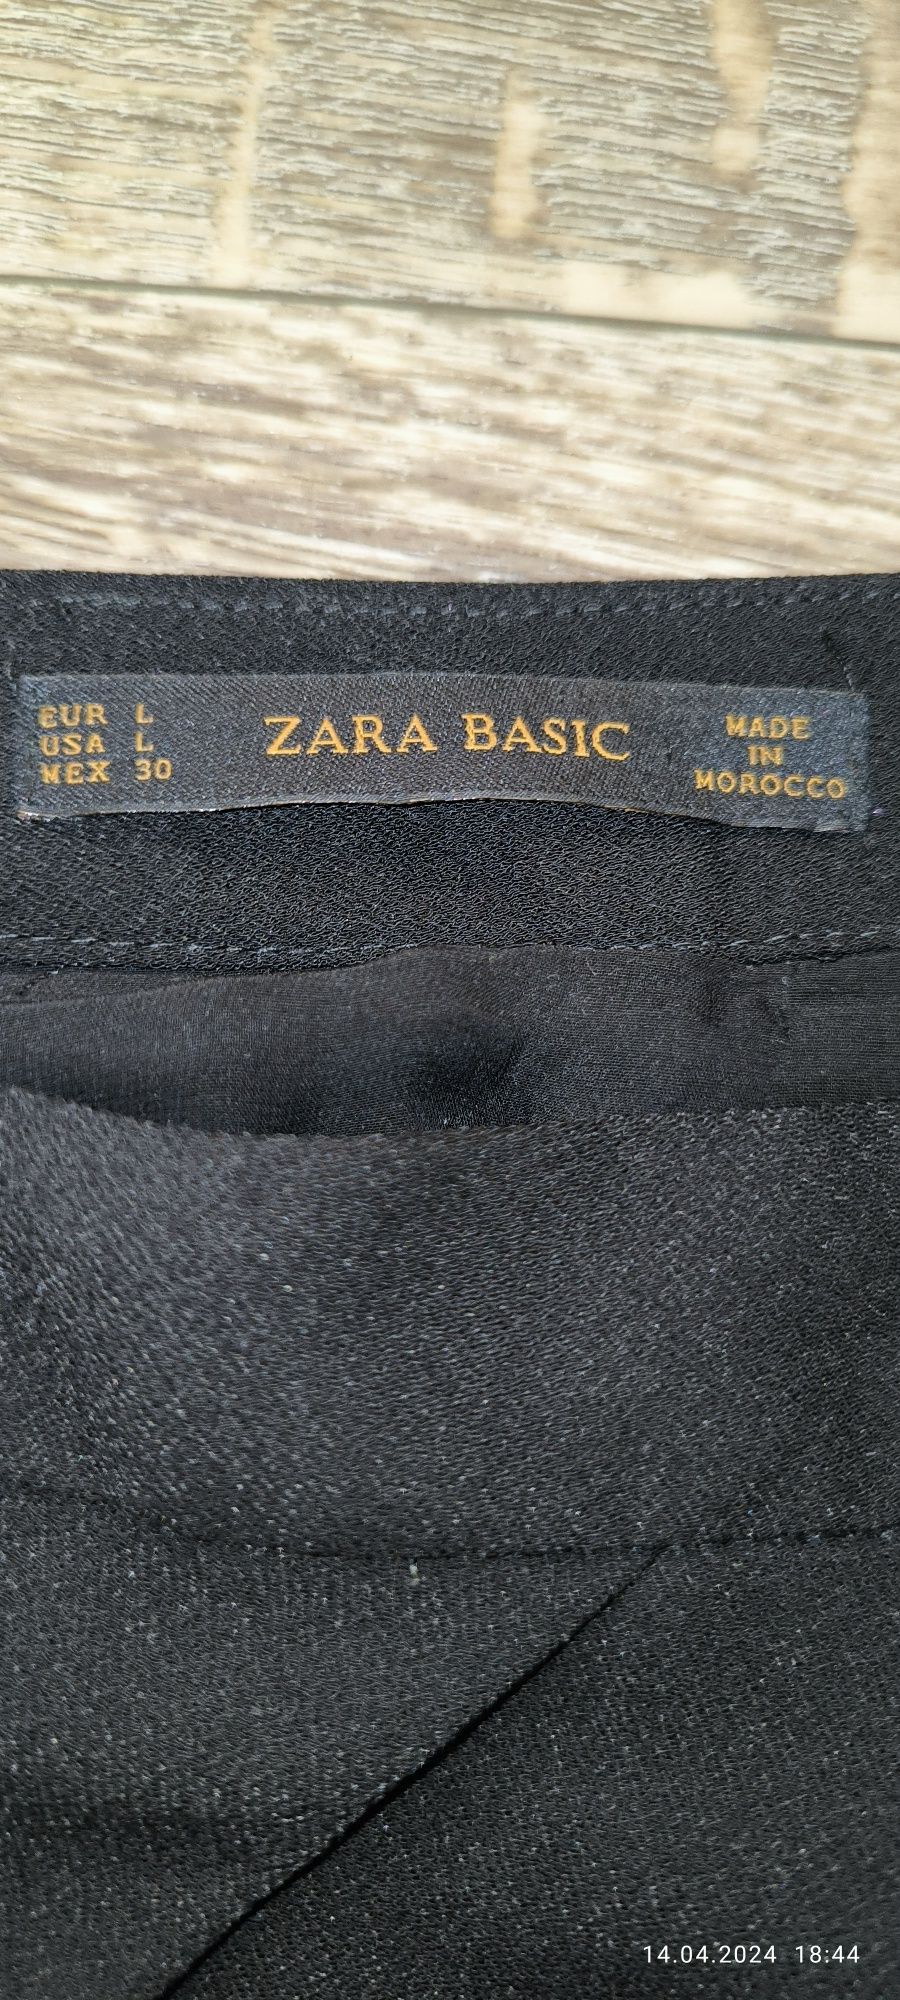 EUR L
USA L
MEX 30
ZARA BASIC
MADE
IN
MOROCCO
14.04.2024 18:44